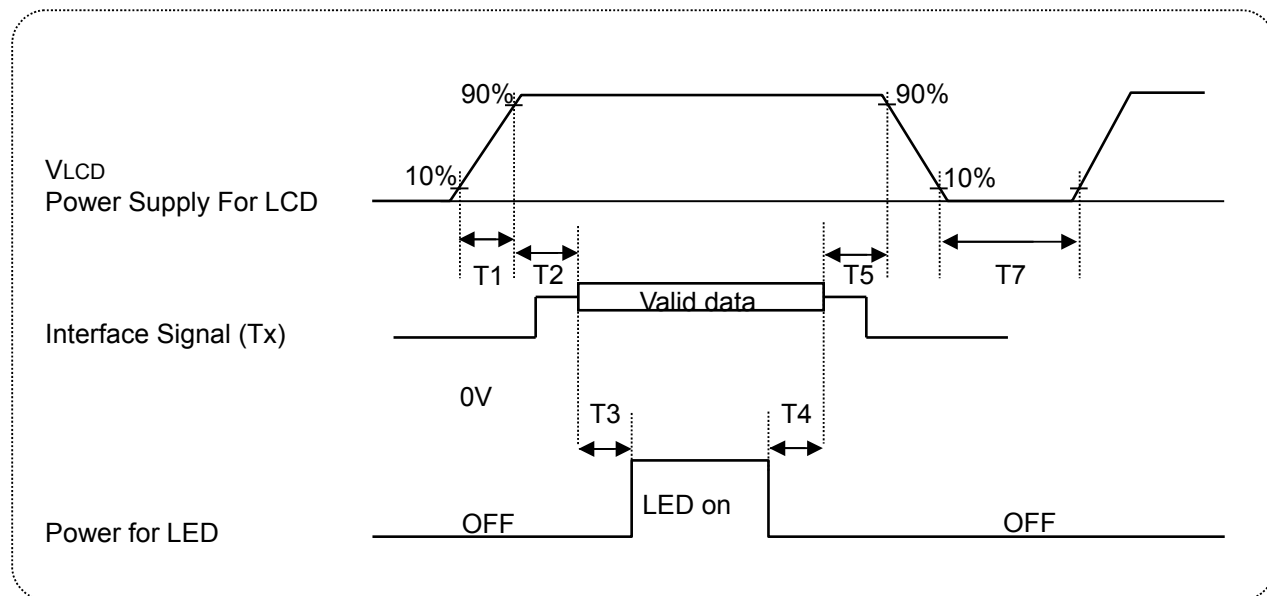 90%
90%
VLCD
10%
10%
Power Supply For LCD
T1
T2
T5
T7
Valid data
Interface Signal (Tx)
0V
T3
T4
LED on
Power for LED
OFF
OFF